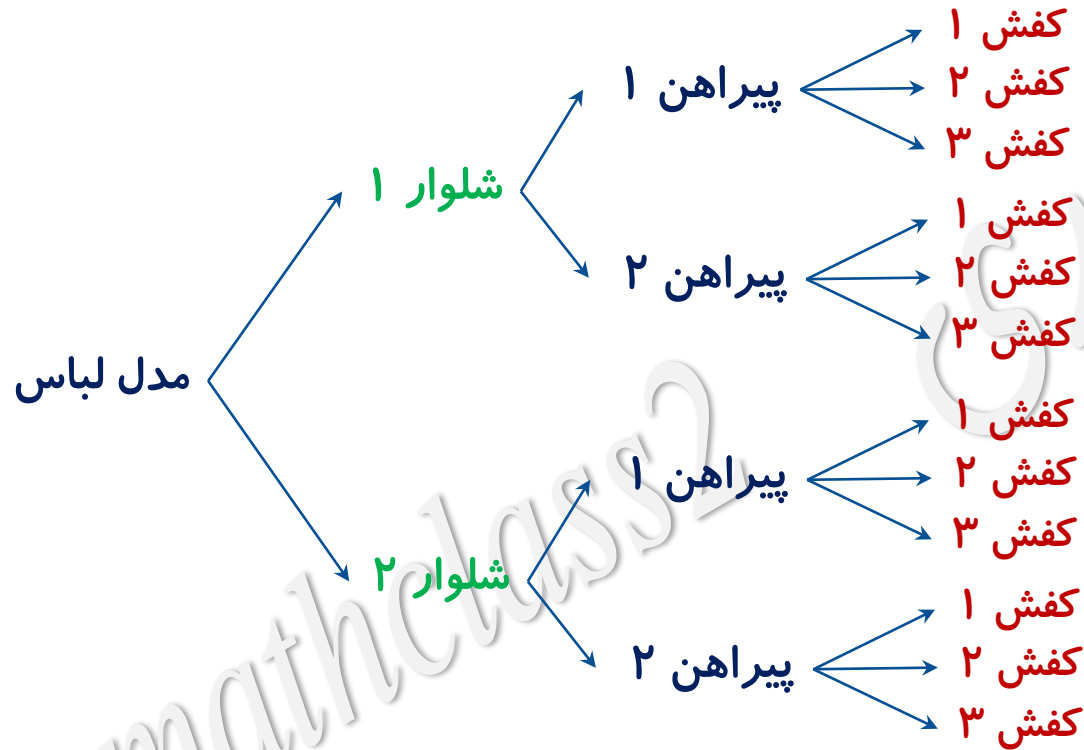 مدل لباس
شلوار ۱
پیراهن ۱
کفش ۱
کفش ۲
کفش ۳
پیراهن ۲
کفش ۱
کفش ۲
کفش ۳
شلوار ۲
پیراهن ۱
کفش ۱
کفش ۲
کفش ۳
پیراهن ۲
کفش ۱
کفش ۲
کفش ۳
mathclass2